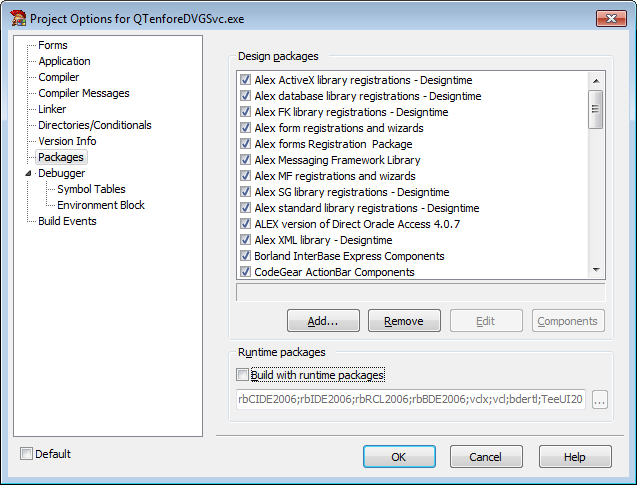 Project Options for QTenforeDVGSvc.exe
Forms
Application
Compiler
Compiler Messages
Linker
Directories/Conditionals
Version Info
Packages
Debugger
Symbol Tables
Environment Block
Build Events
Design packages
Alex ActiveX library registrations - Designtime
Alex database library registrations - Designtime
Alex FK library registrations - Designtime
Alex form registrations and wizards
Alex forms Registration  Package
Alex Messaging Framework Library
Alex MF registrations and wizards
Alex SG library registrations - Designtime
Alex standard library registrations - Designtime
ALEX version of Direct Oracle Access 4.0.7
Alex XML library - Designtime
Borland InterBase Express Components
CodeGear ActionBar Components
Add...
Remove
Edit
Components
Runtime packages
Build with runtime packages
rbCIDE2006;rbIDE2006;rbRCL2006;rbBDE2006;vclx;vcl;bdertl;TeeUI20
...
Default
OK
Cancel
Help